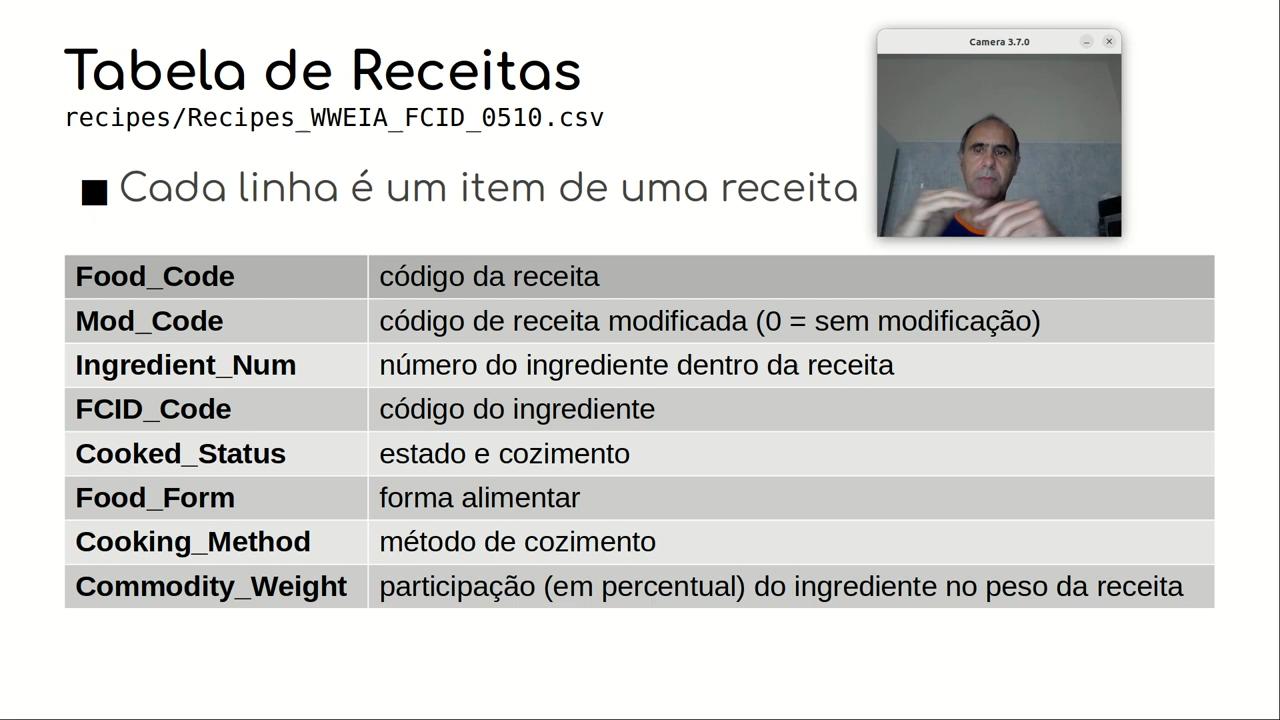 Tabela de Receitas
recipes/Recipes_WWEIA_FCID_0510.csv
Camera 3.7.0
Cada linha é um item de uma receita
Food_Code código da receita
Mod_Code código de receita modificada (0 = sem modificação)
Ingredient_Num número do ingrediente dentro da receita
FCID_Code código do ingrediente
Cooked_Status estado e cozimento
Food_Form forma alimentar
Cooking_Method método de cozimento
Commodity_Weight participação (em percentual) do ingrediente no peso da receita